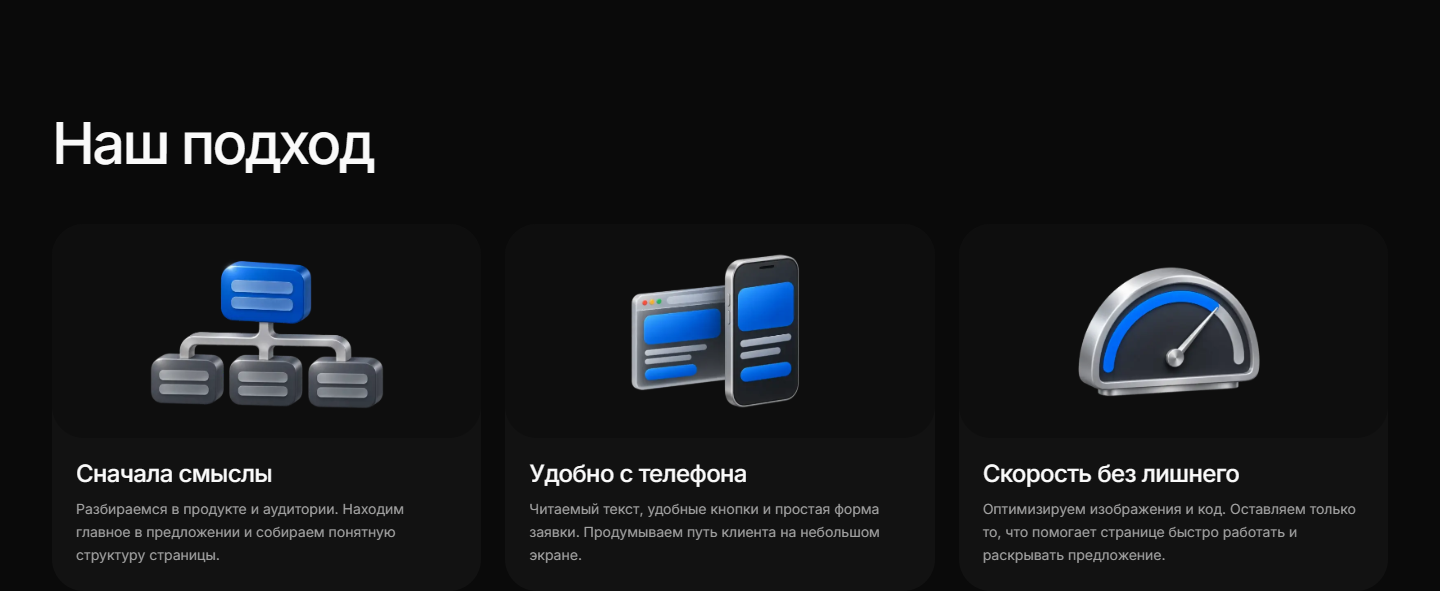 Наш подход
Сначала смыслы
Разбираемся в продукте и аудитории. Находим
главное в предложении и собираем понятную
структуру страницы.
Удобно с телефона
Читаемый текст, удобные кнопки и простая форма
заявки. Продумываем путь клиента на небольшом
экране.
Скорость без лишнего
Оптимизируем изображения и код. Оставляем только
то, что помогает странице быстро работать и
раскрывать предложение.